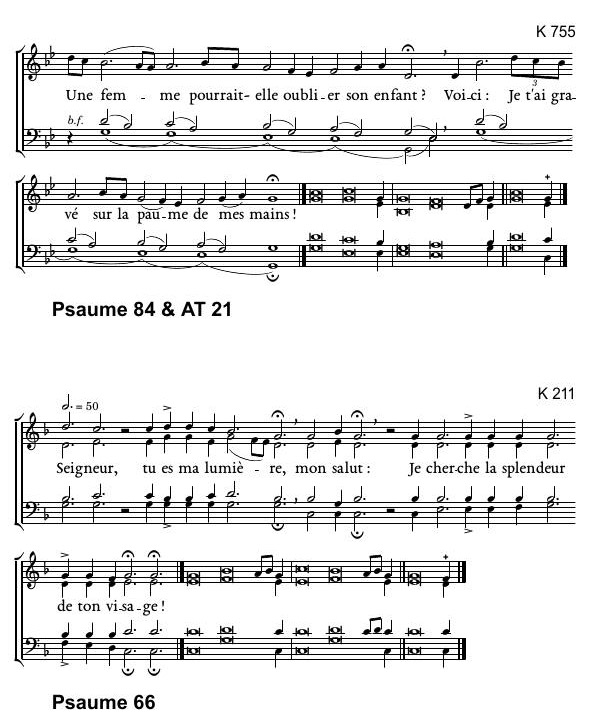 K 755
Une fem - me pourrait-elle oubli-er son enfant ? Voi-ci : Je t'ai gra-
b.f.
3
vé sur la pau-me de mes mains !
Psaume 84 & AT 21
K 211
= 50
Seigneur, tu es ma lumiè - re, mon salut : Je cher-che la splendeur
de ton vi-sa-ge !
Psaume 66